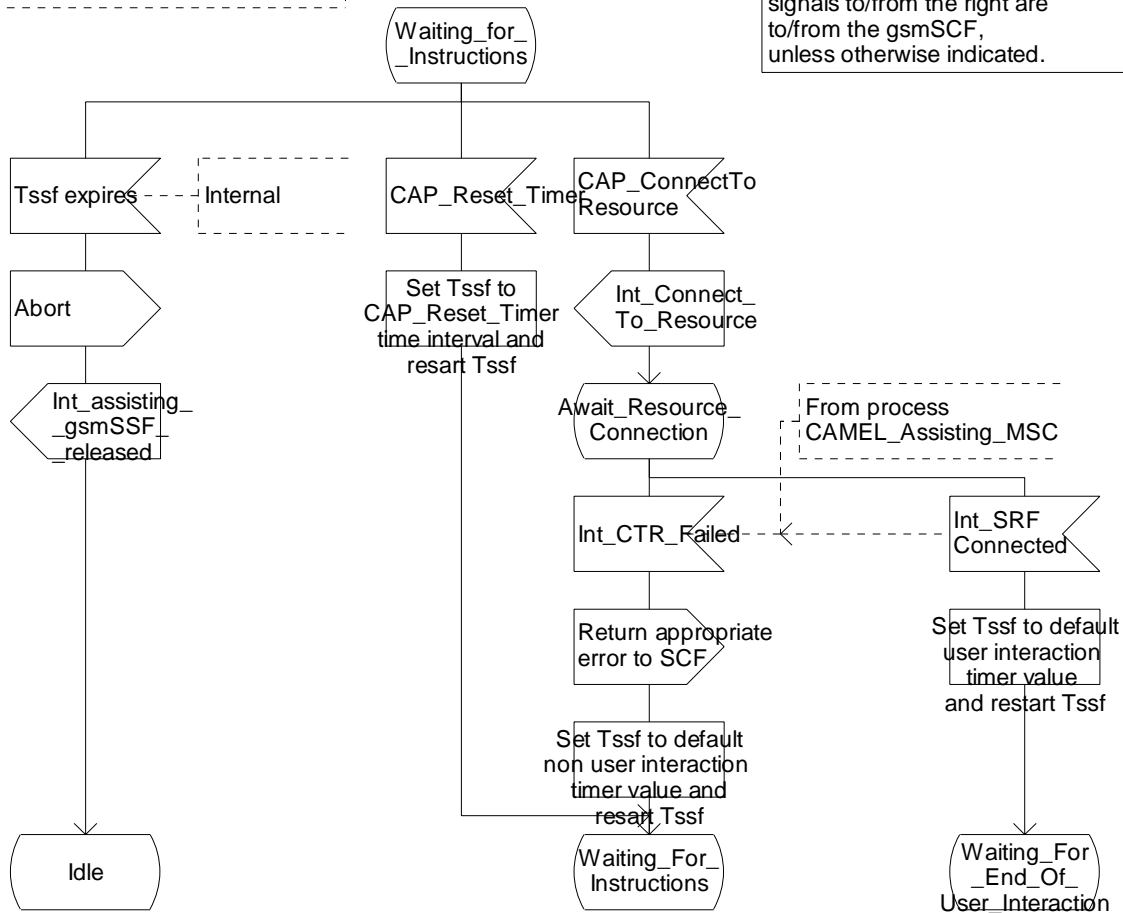 signals to/from the right are
to/from the gsmSCF,
unless otherwise indicated.
Waiting_for_
_Instructions
Tssf expires
Internal
CAP_Reset_Timer
CAP_ConnectTo
Resource
Abort
Set Tssf to
CAP_Reset_Timer
time interval and
resart Tssf
Int_Connect_
To_Resource
Int_assisting_
_gsmSSF_
_released
Await_Resource_
Connection
From process
CAMEL_Assisting_MSC
Int_CTR_Failed
Int_SRF
Connected
Return appropriate
error to SCF
Set Tssf to default
user interaction
timer value
and restart Tssf
Set Tssf to default
non user interaction
timer value and
resart Tssf
Idle
Waiting_For_
Instructions
Waiting_For
_End_Of_
User_Interaction